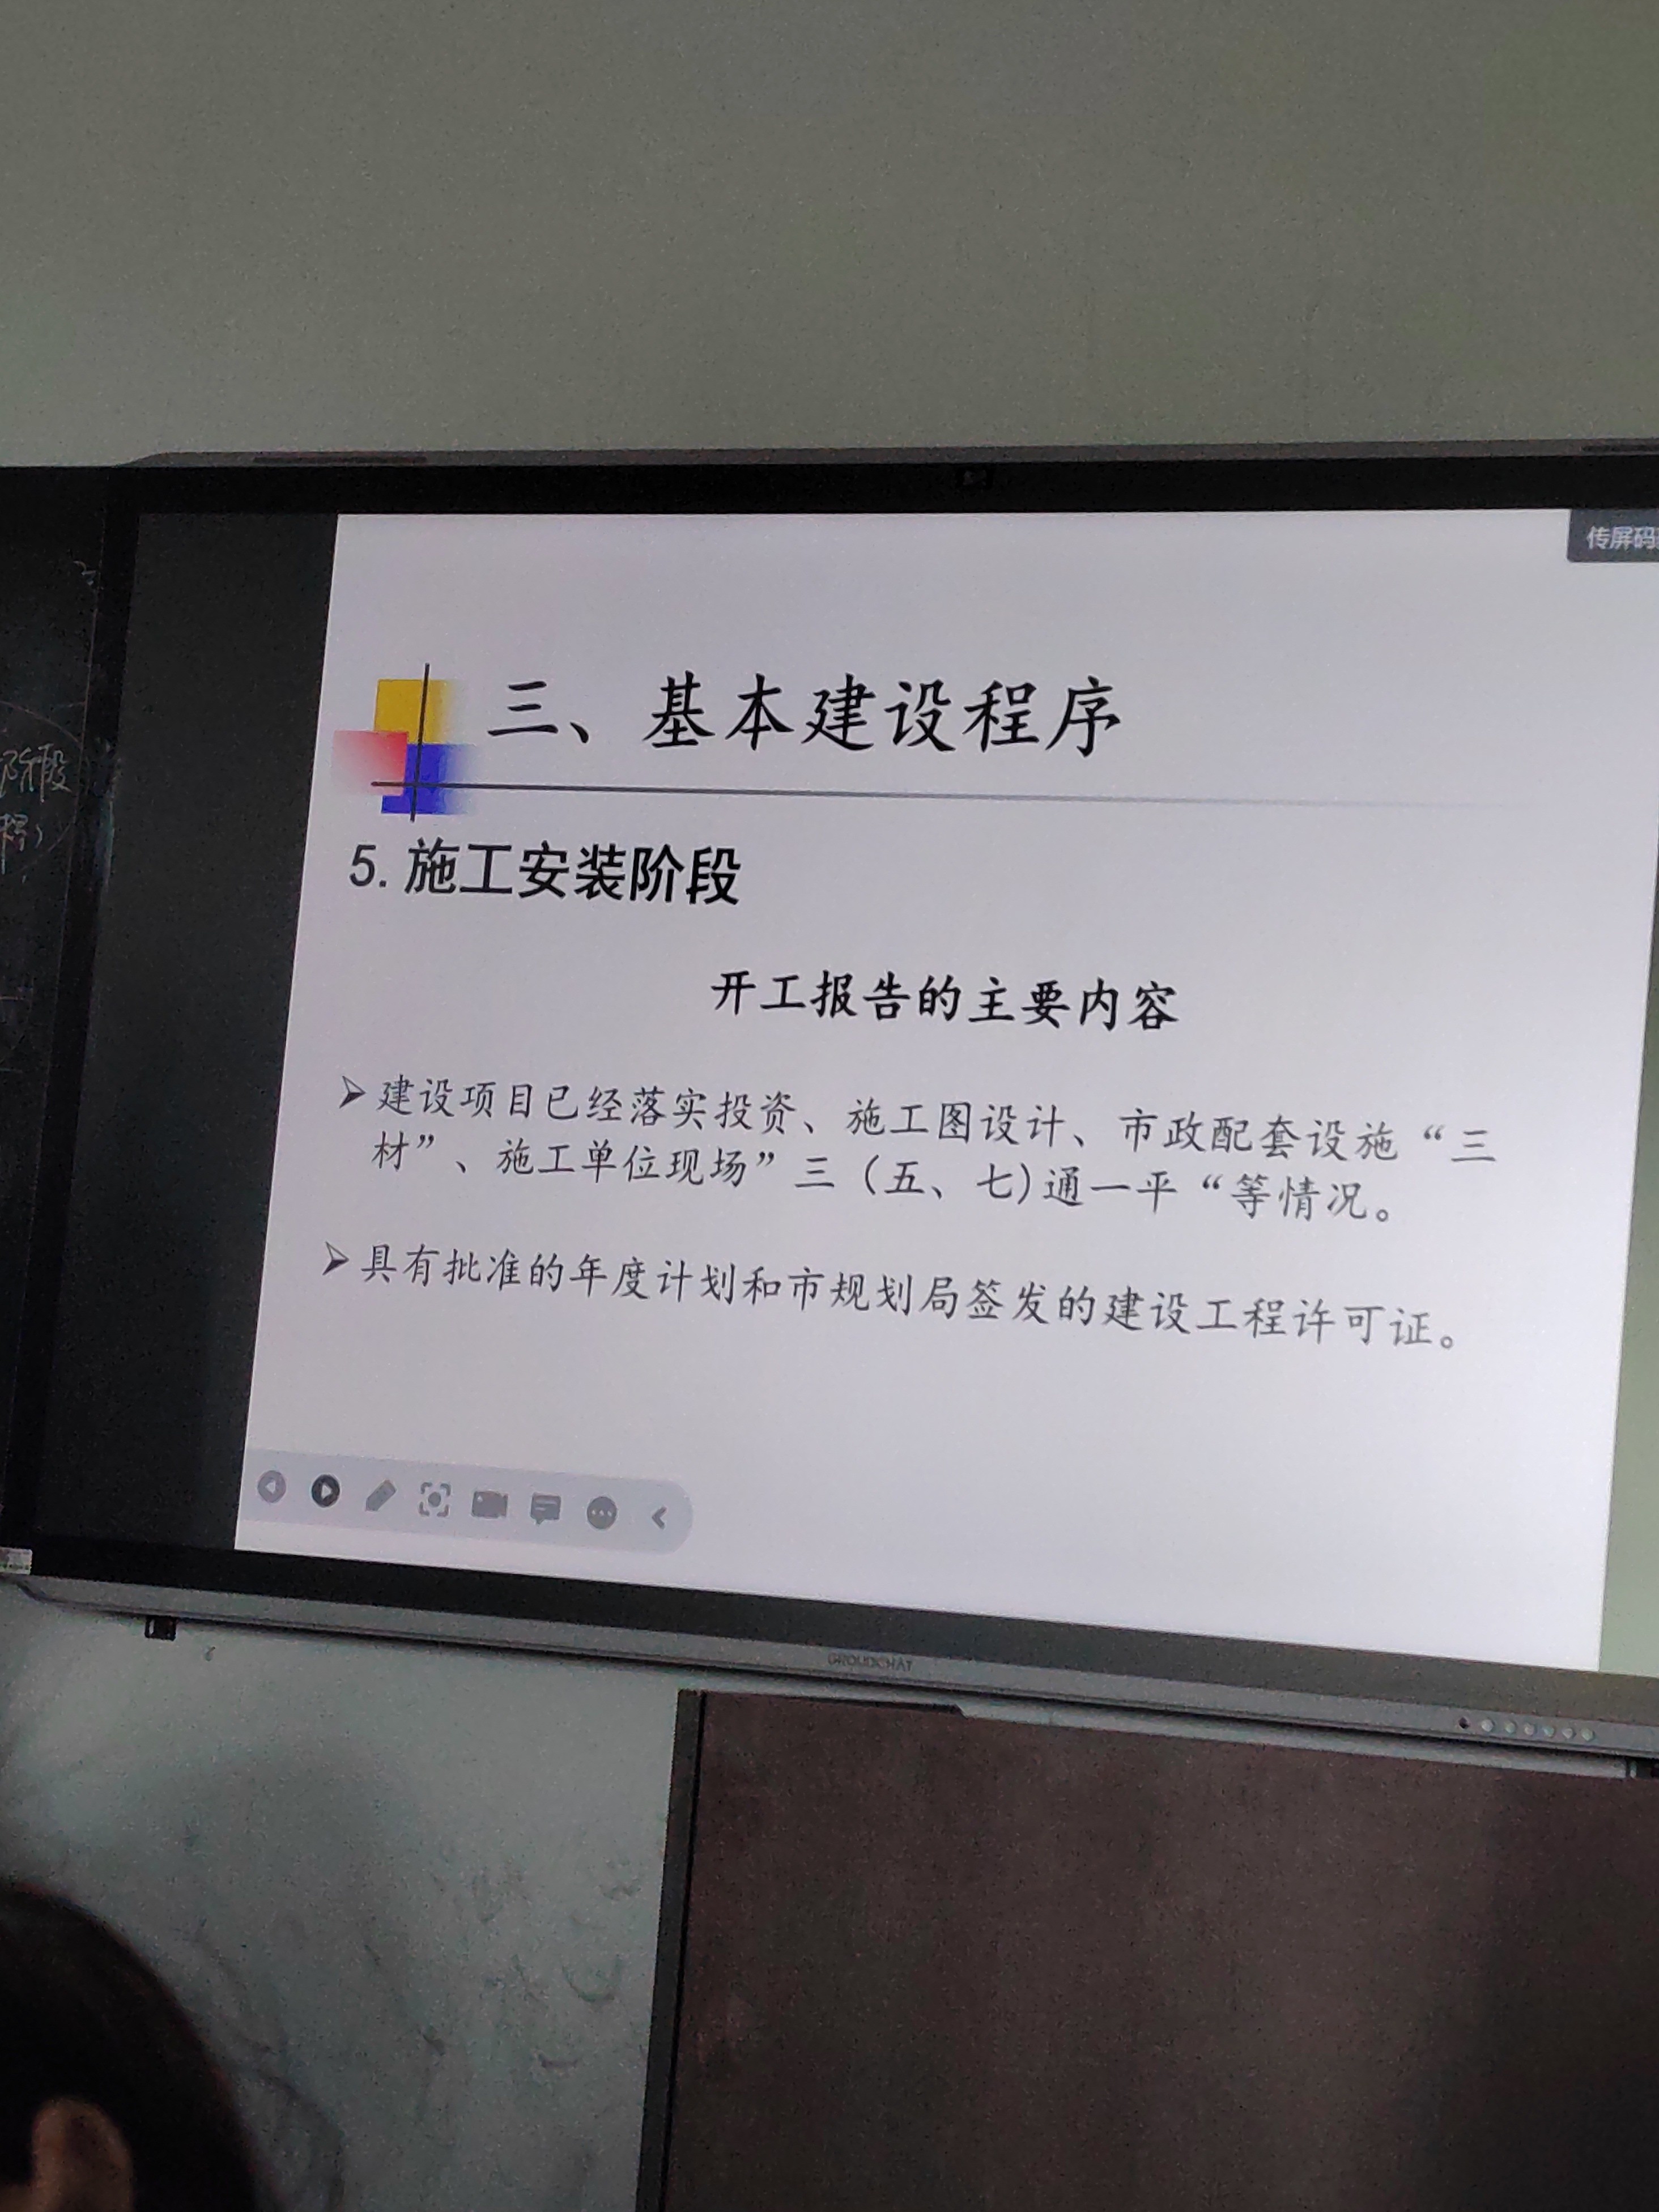 传屏码
三、基本建设程序
阶段
5. 施工安装阶段
开工报告的主要内容
建设项目已经落实投资、施工图设计、市政配套设施“三
材”、施工单位现场”三（五、七)通一平“等情况。
具有批准的年度计划和市规划局签发的建设工程许可证。